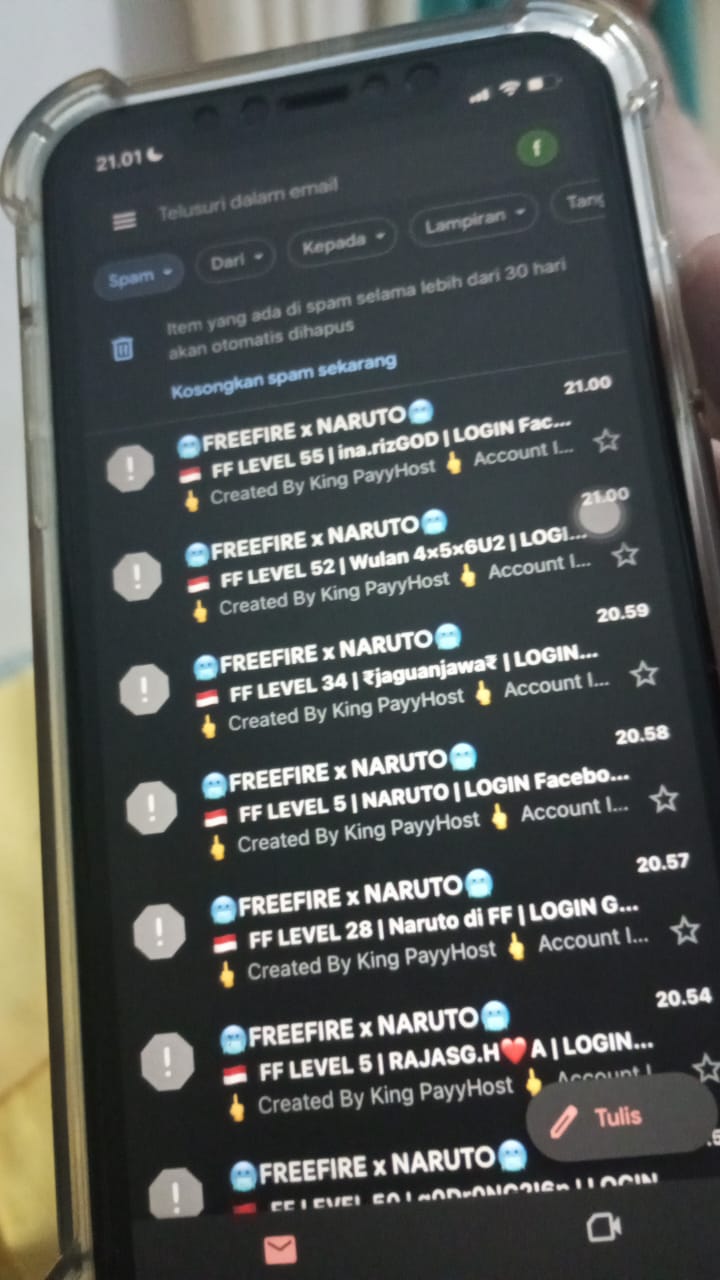 21.01
f
Telusuri dalam email
Spam Dari Kepada Lampiran Tang
Item yang ada di spam selama lebih dari 30 hari
akan otomatis dihapus
Kosongkan spam sekarang
🥶FREEFIRE x NARUTO🥶 21.00
🇮🇩 FF LEVEL 55 | ina.rizGOD | LOGIN Fac...
👆 Created By King PayyHost 👆 Account I...
🥶FREEFIRE x NARUTO🥶 21.00
🇮🇩 FF LEVEL 52 | Wulan 4×5×6U2 | LOGI...
👆 Created By King PayyHost 👆 Account I...
🥶FREEFIRE x NARUTO🥶 20.59
🇮🇩 FF LEVEL 34 | ₹jaguanjawa₹ | LOGIN...
👆 Created By King PayyHost 👆 Account I...
🥶FREEFIRE x NARUTO🥶 20.58
🇮🇩 FF LEVEL 5 | NARUTO | LOGIN Facebo...
👆 Created By King PayyHost 👆 Account I...
🥶FREEFIRE x NARUTO🥶 20.57
🇮🇩 FF LEVEL 28 | Naruto di FF | LOGIN G...
👆 Created By King PayyHost 👆 Account I...
🥶FREEFIRE x NARUTO🥶 20.54
🇮🇩 FF LEVEL 5 | RAJASG.H❤️A | LOGIN...
👆 Created By King PayyHost 👆 Account I
Tulis
🥶FREEFIRE x NARUTO🥶
FF LEVEL 50 | LOGIN